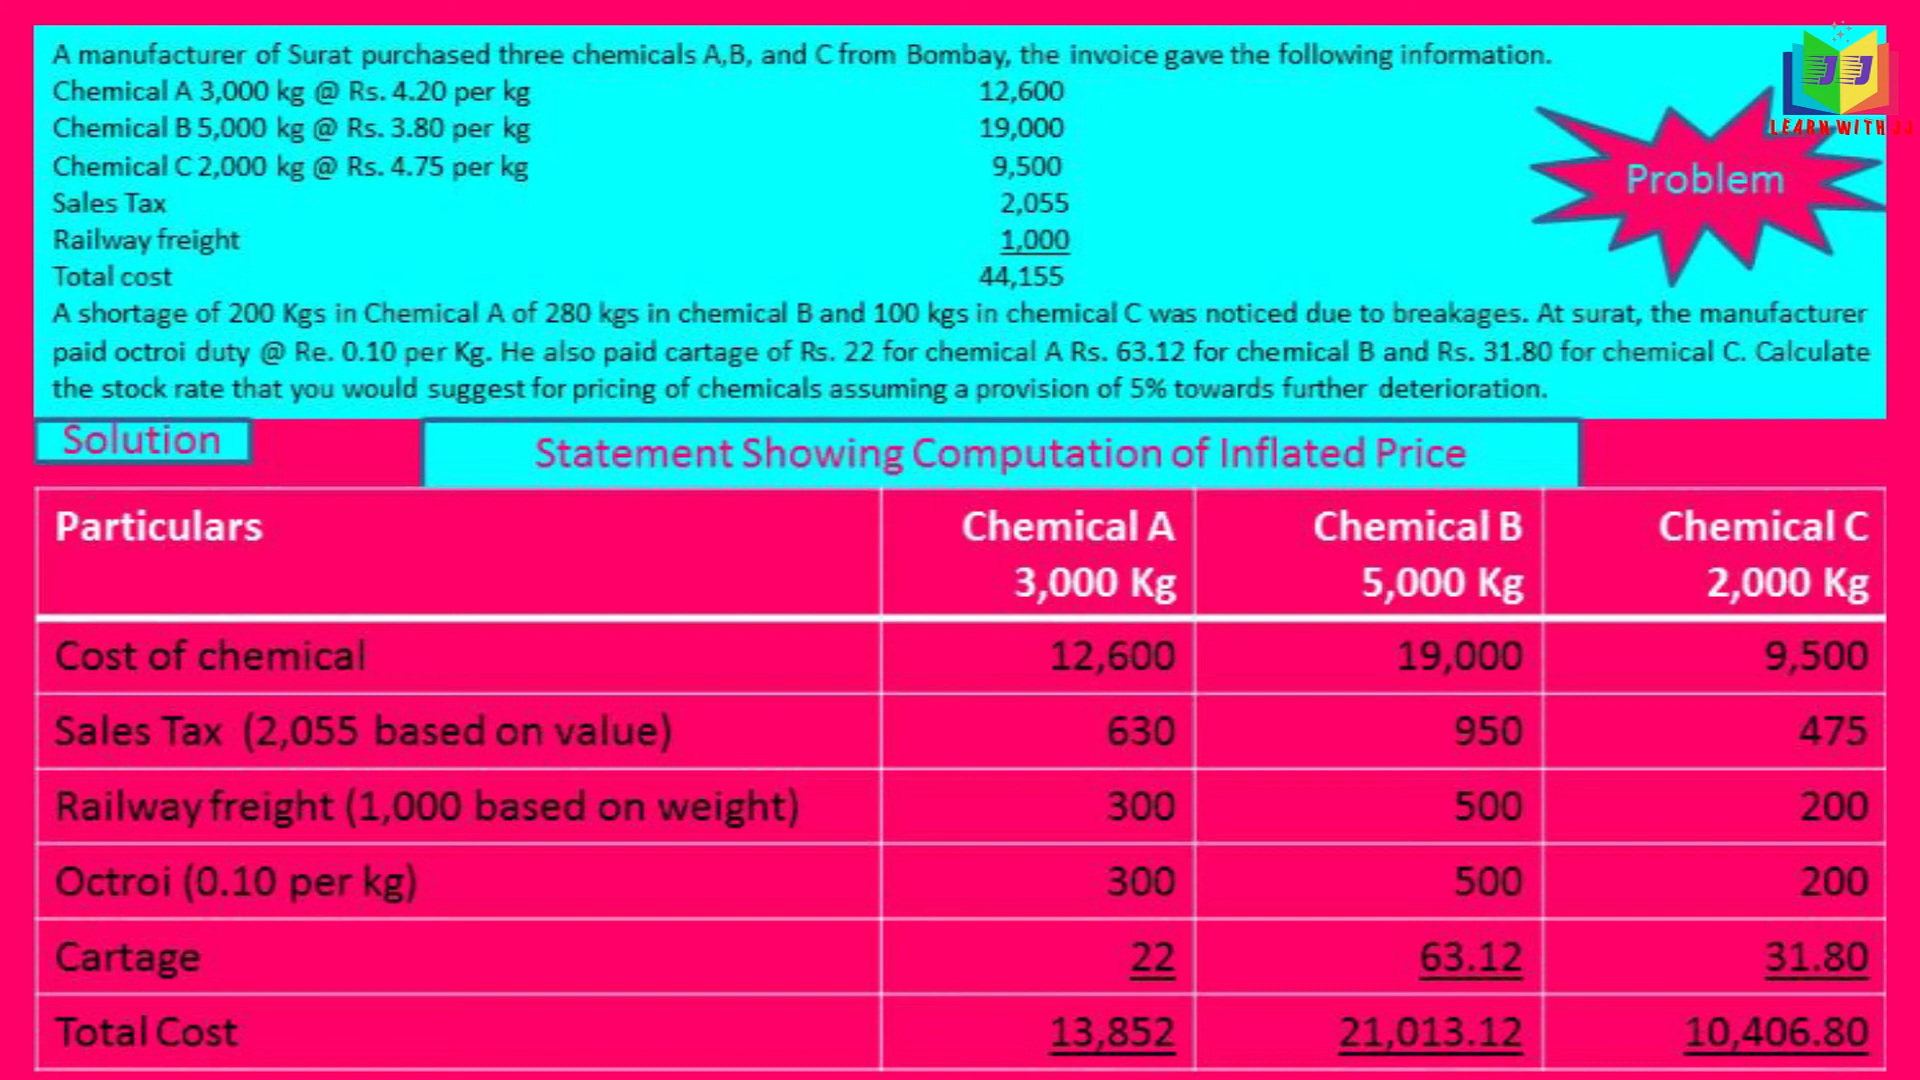 A manufacturer of Surat purchased three chemicals A,B, and C from Bombay, the invoice gave the following information.
Chemical A 3,000 kg @ Rs. 4.20 per kg 12,600
Chemical B 5,000 kg @ Rs. 3.80 per kg 19,000
Chemical C 2,000 kg @ Rs. 4.75 per kg 9,500
Sales Tax 2,055
Railway freight 1,000
Total cost 44,155
A shortage of 200 Kgs in Chemical A of 280 kgs in chemical B and 100 kgs in chemical C was noticed due to breakages. At surat, the manufacturer
paid octroi duty @ Re. 0.10 per Kg. He also paid cartage of Rs. 22 for chemical A Rs. 63.12 for chemical B and Rs. 31.80 for chemical C. Calculate
the stock rate that you would suggest for pricing of chemicals assuming a provision of 5% towards further deterioration.
JJ
LEARN WITH JJ
Problem
Solution
Statement Showing Computation of Inflated Price
Particulars Chemical A Chemical B Chemical C
3,000 Kg 5,000 Kg 2,000 Kg
Cost of chemical 12,600 19,000 9,500
Sales Tax (2,055 based on value) 630 950 475
Railway freight (1,000 based on weight) 300 500 200
Octroi (0.10 per kg) 300 500 200
Cartage 22 63.12 31.80
Total Cost 13,852 21,013.12 10,406.80